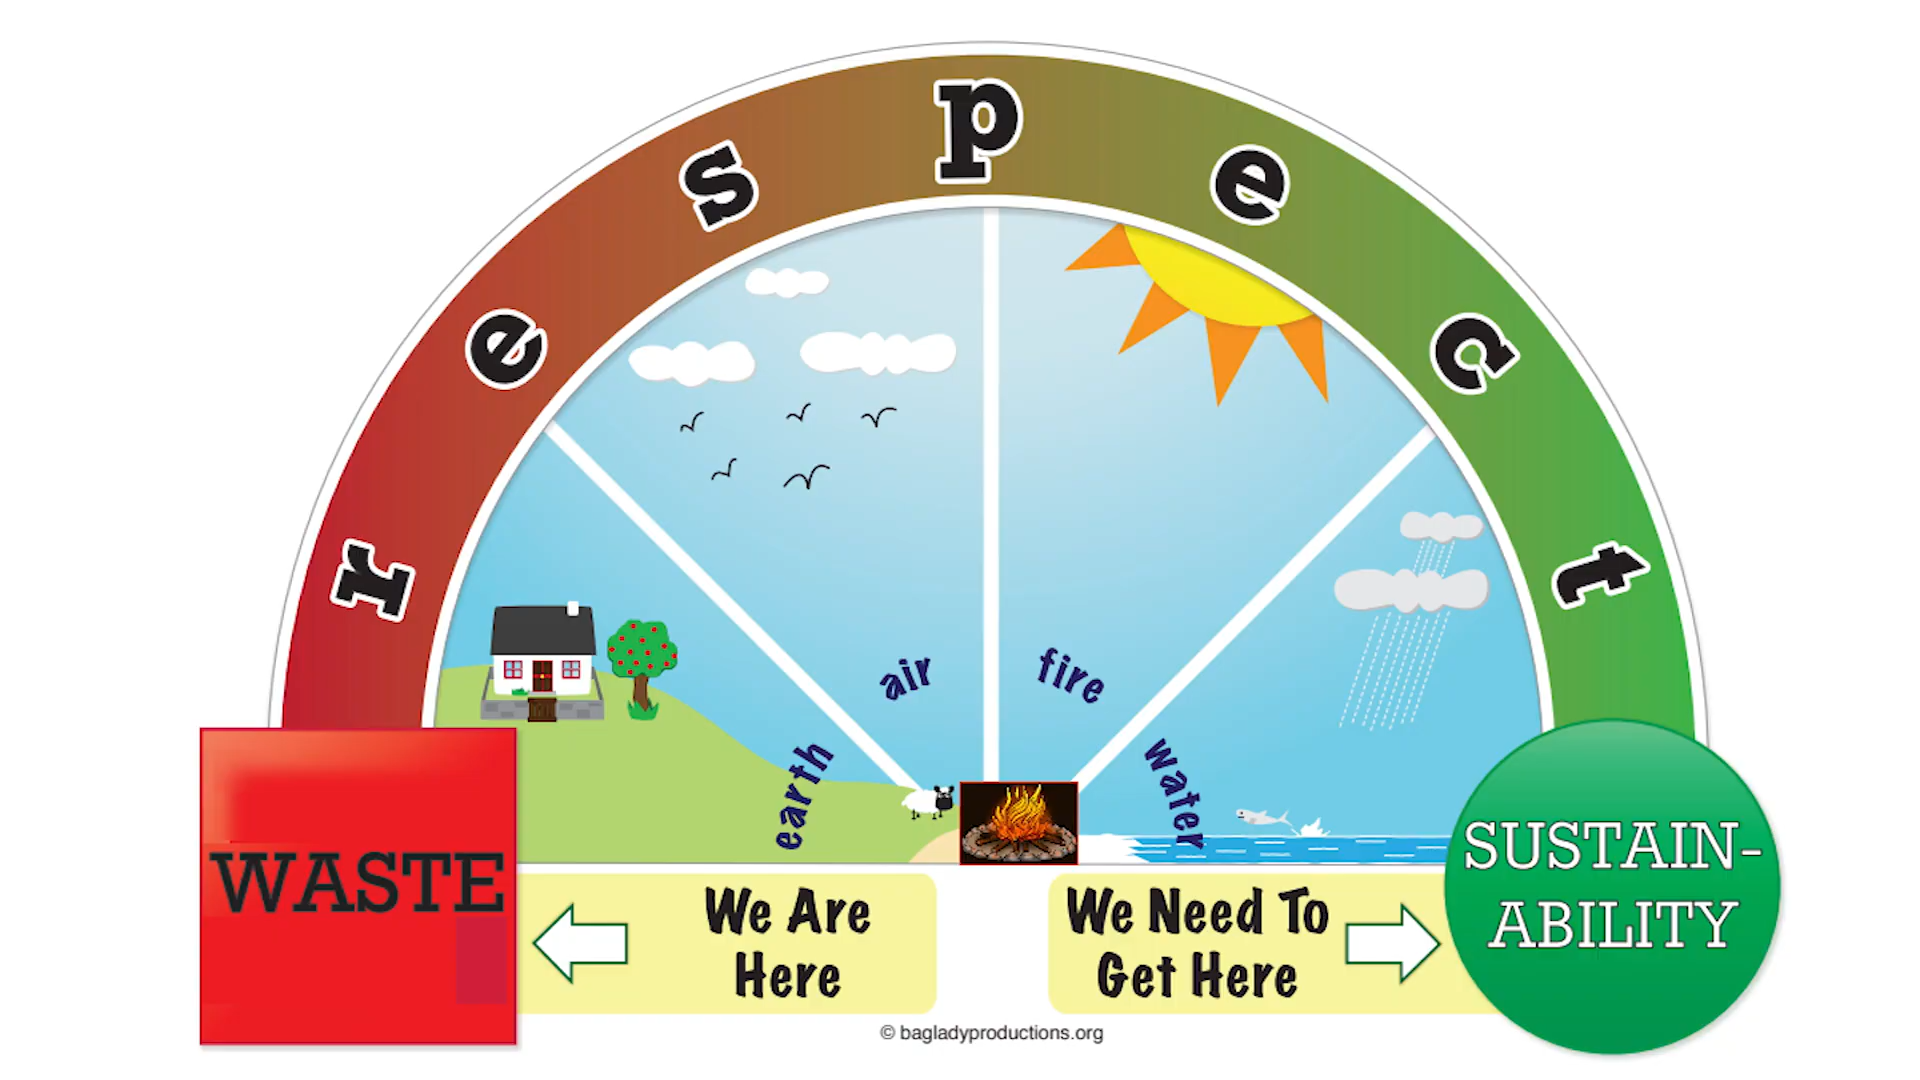 respect
air
fire
earth
water
WASTE
SUSTAIN-
ABILITY
We Are
Here
We Need To
Get Here
© bagladyproductions.org